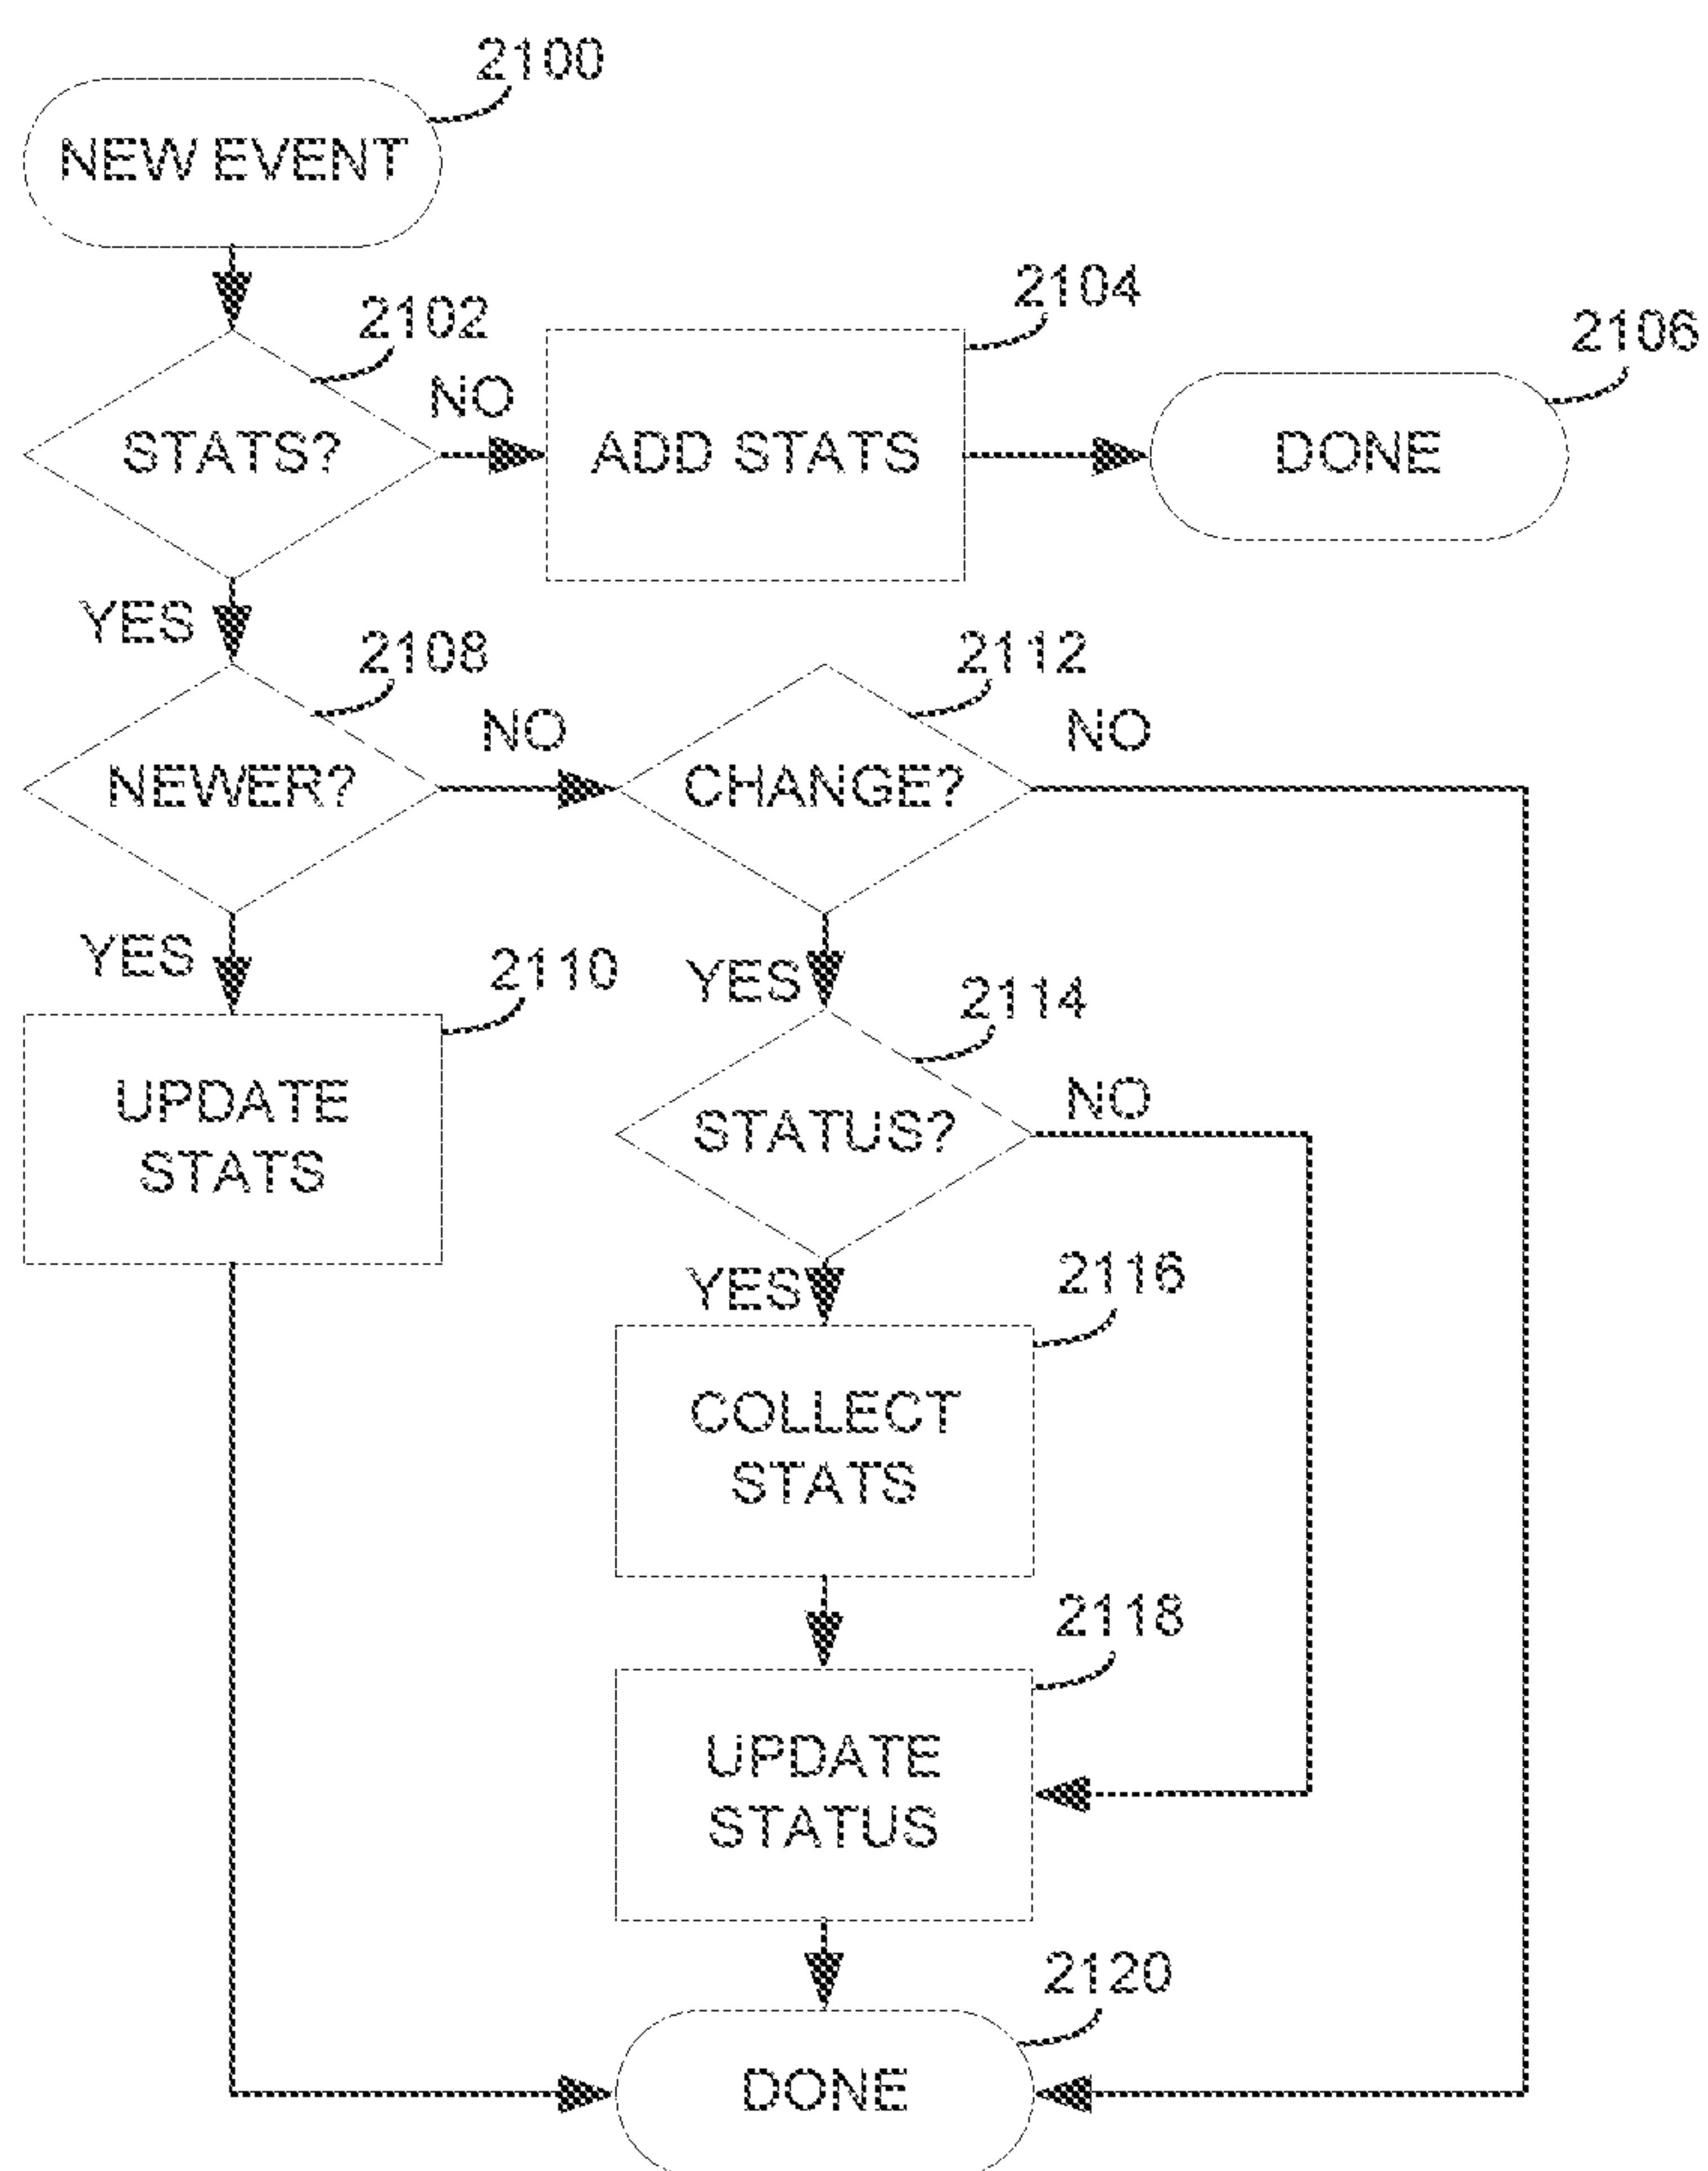 2100
NEW EVENT
2102
NO
2104
2106
STATS?
ADD STATS
DONE
YES
2108
2112
NO
NO
NEWER?
CHANGE?
YES
2110
YES
2114
UPDATE
STATS
NO
STATUS?
YES
2116
COLLECT
STATS
2118
UPDATE
STATUS
2120
DONE